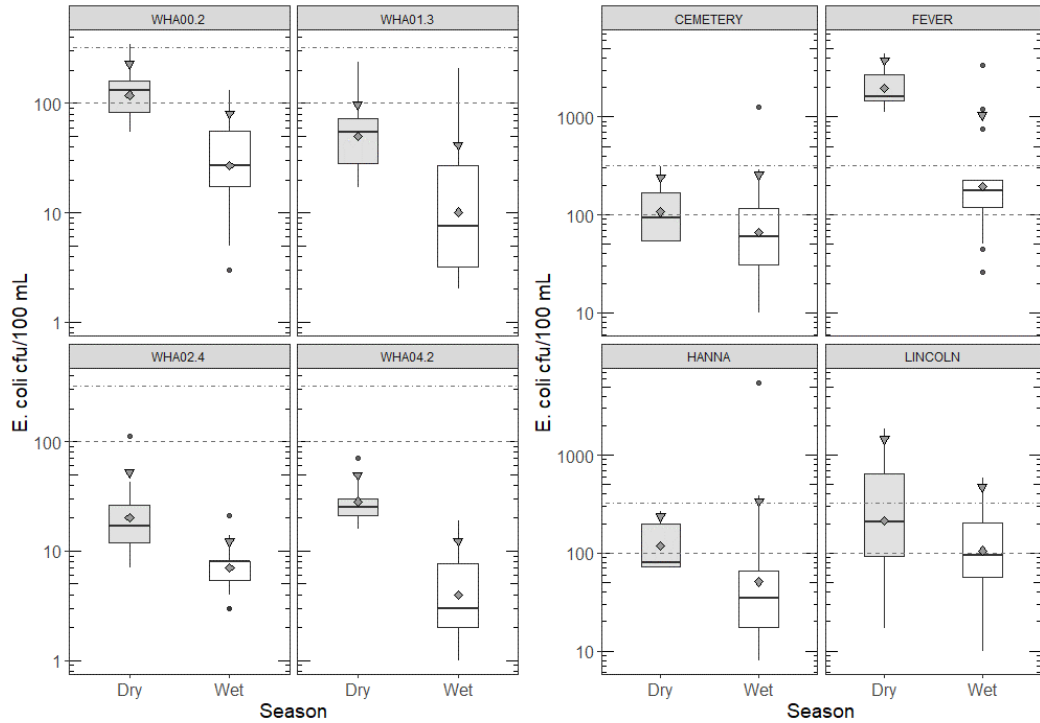 WHA00.2 WHA01.3
100
10
1
WHA02.4 WHA04.2
100
10
1
Dry Wet Dry Wet
Season
E. coli cfu/100 mL
CEMETERY FEVER
1000
100
10
HANNA LINCOLN
1000
100
10
Dry Wet Dry Wet
Season
E. coli cfu/100 mL